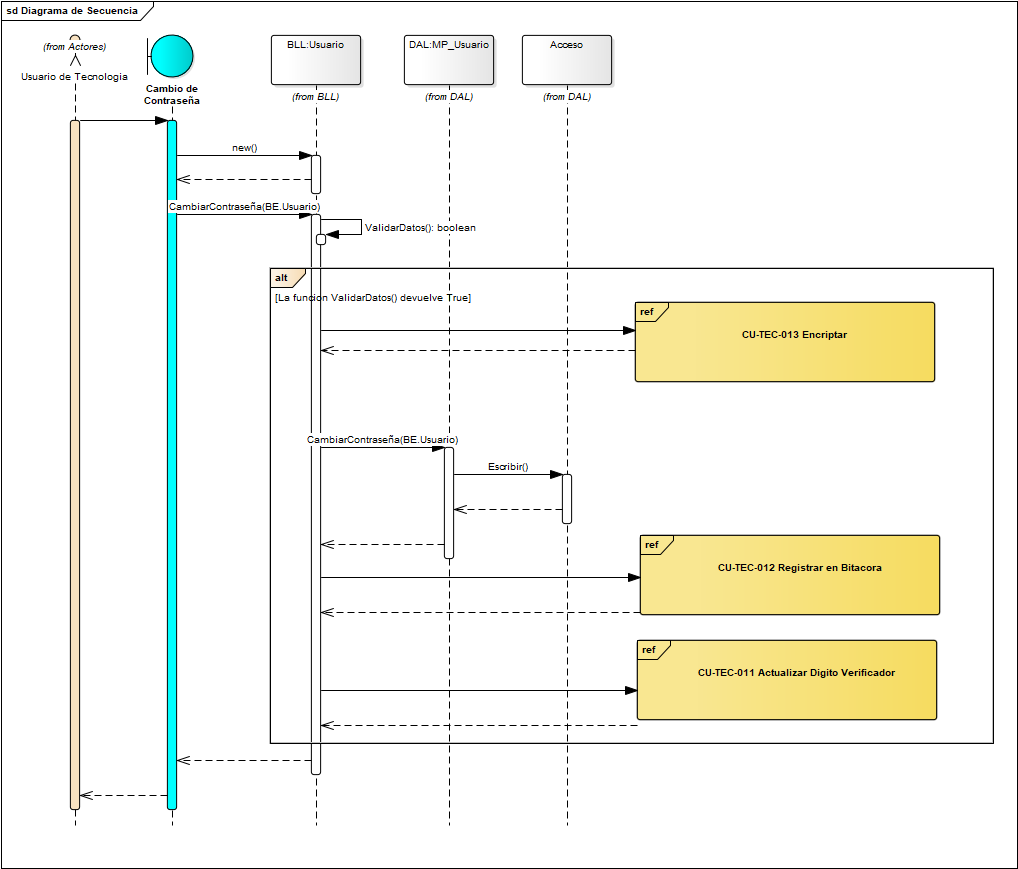 sd Diagrama de Secuencia
(from Actores)
Usuario de Tecnologia
Cambio de
Contraseña
BLL:Usuario
(from BLL)
DAL:MP_Usuario
(from DAL)
Acceso
(from DAL)
new()
CambiarContraseña(BE.Usuario)
ValidarDatos(): boolean
alt
[La funcion ValidarDatos() devuelve True]
ref
CU-TEC-013 Encriptar
CambiarContraseña(BE.Usuario)
Escribir()
ref
CU-TEC-012 Registrar en Bitacora
ref
CU-TEC-011 Actualizar Digito Verificador